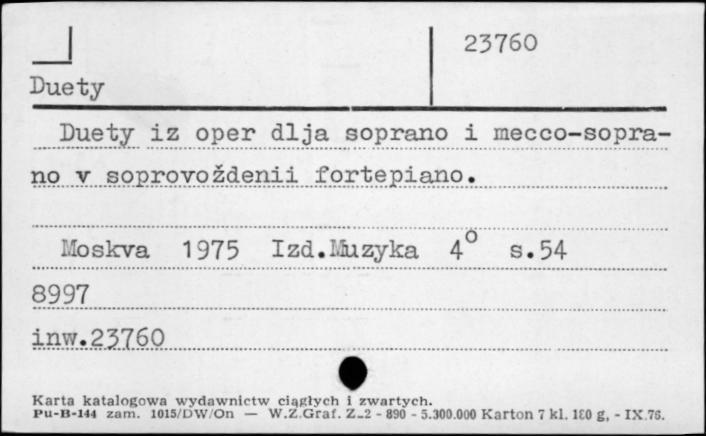 23760
Duety
Duety iz oper dlja soprano i mecco-sopra-
no v soprovoždenii fortepiano.
Moskva 1975 Izd.Muzyka 4° s.54
8997
inw.23760
Karta katalogowa wydawnictw ciągłych i zwartych.
Pu-B-144 zam. 1015/DW/On — W.Z.Graf. Z-2 - 890 - 5.300.000 Karton 7 kl. 180 g, - IX.76.